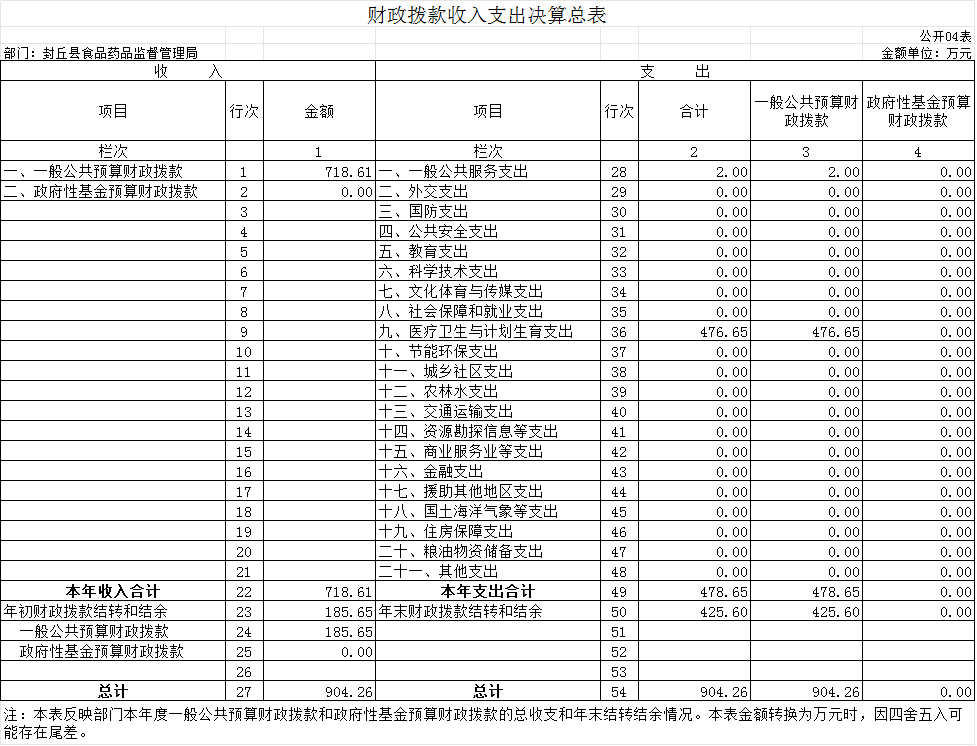 财政拨款收入支出决算总表
公开04表
部门：封丘县食品药品监督管理局 金额单位：万元
收 入 支 出
项目 行次 金额 项目 行次 合计 一般公共预算财政拨款 政府性基金预算财政拨款
栏次 1 栏次 2 3 4
一、一般公共预算财政拨款 1 718.61 一、一般公共服务支出 28 2.00 2.00 0.00
二、政府性基金预算财政拨款 2 0.00 二、外交支出 29 0.00 0.00 0.00
3 三、国防支出 30 0.00 0.00 0.00
4 四、公共安全支出 31 0.00 0.00 0.00
5 五、教育支出 32 0.00 0.00 0.00
6 六、科学技术支出 33 0.00 0.00 0.00
7 七、文化体育与传媒支出 34 0.00 0.00 0.00
8 八、社会保障和就业支出 35 0.00 0.00 0.00
9 九、医疗卫生与计划生育支出 36 476.65 476.65 0.00
10 十、节能环保支出 37 0.00 0.00 0.00
11 十一、城乡社区支出 38 0.00 0.00 0.00
12 十二、农林水支出 39 0.00 0.00 0.00
13 十三、交通运输支出 40 0.00 0.00 0.00
14 十四、资源勘探信息等支出 41 0.00 0.00 0.00
15 十五、商业服务业等支出 42 0.00 0.00 0.00
16 十六、金融支出 43 0.00 0.00 0.00
17 十七、援助其他地区支出 44 0.00 0.00 0.00
18 十八、国土海洋气象等支出 45 0.00 0.00 0.00
19 十九、住房保障支出 46 0.00 0.00 0.00
20 二十、粮油物资储备支出 47 0.00 0.00 0.00
21 二十一、其他支出 48 0.00 0.00 0.00
本年收入合计 22 718.61 本年支出合计 49 478.65 478.65 0.00
年初财政拨款结转和结余 23 185.65 年末财政拨款结转和结余 50 425.60 425.60 0.00
一般公共预算财政拨款 24 185.65 51
政府性基金预算财政拨款 25 0.00 52
26 53
总计 27 904.26 总计 54 904.26 904.26 0.00
注：本表反映部门本年度一般公共预算财政拨款和政府性基金预算财政拨款的总收支和年末结转结余情况。本表金额转换为万元时，因四舍五入可
能存在尾差。